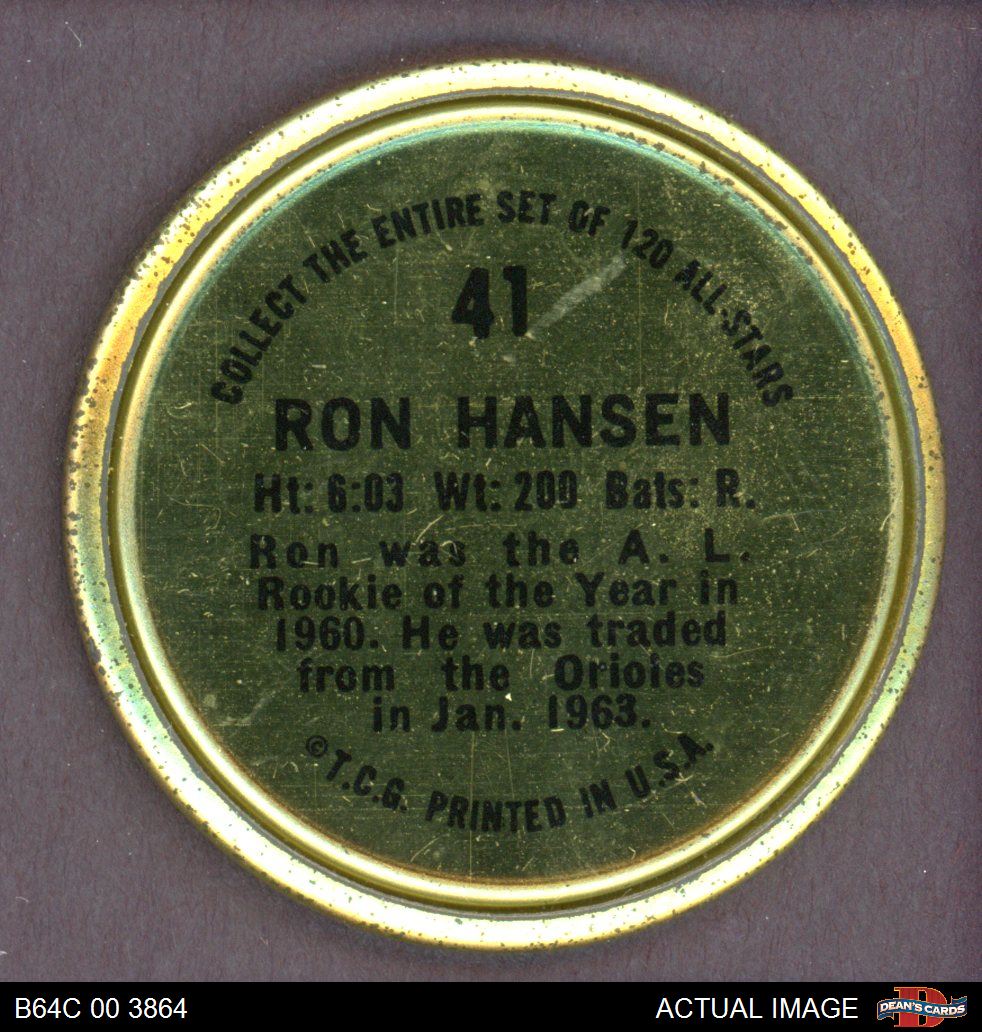 COLLECT THE ENTIRE SET OF 120 ALL-STARS
41
RON HANSEN
Ht: 6:03 Wt: 200 Bats: R.
Ron was the A. L.
Rookie of the Year in
1960. He was traded
from the Orioles
in Jan. 1963.
©T.C.G. PRINTED IN U.S.A.
B64C 00 3864
ACTUAL IMAGE
DEAN'S CARDS